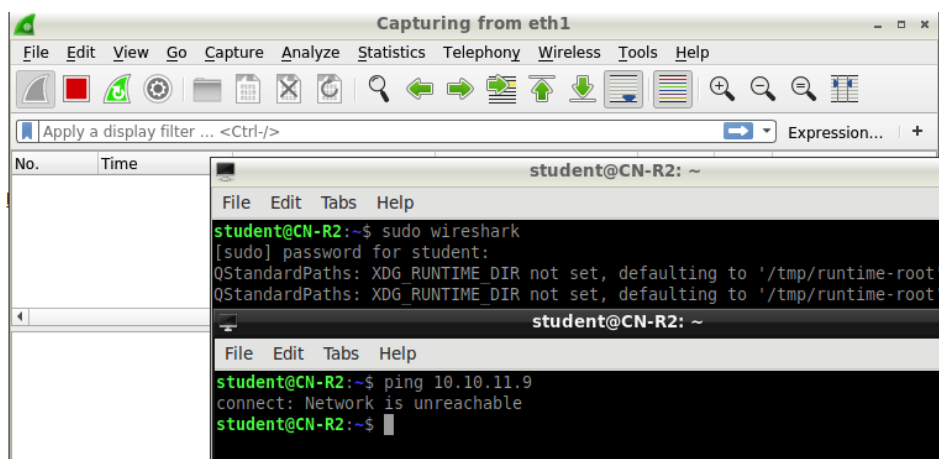 Capturing from eth1
File Edit View Go Capture Analyze Statistics Telephony Wireless Tools Help
Apply a display filter ... <Ctrl-/>
Expression... +
No. Time
student@CN-R2: ~
File Edit Tabs Help
student@CN-R2:~$ sudo wireshark
[sudo] password for student:
QStandardPaths: XDG_RUNTIME_DIR not set, defaulting to '/tmp/runtime-root'
QStandardPaths: XDG_RUNTIME_DIR not set, defaulting to '/tmp/runtime-root'
student@CN-R2: ~
File Edit Tabs Help
student@CN-R2:~$ ping 10.10.11.9
connect: Network is unreachable
student@CN-R2:~$